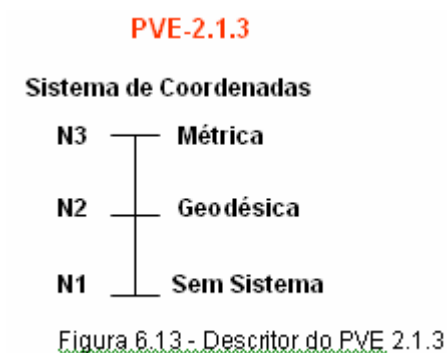 PVE-2.1.3
Sistema de Coordenadas
N3 Métrica
N2 Geodésica
N1 Sem Sistema
Figura 6.13 - Descritor do PVE 2.1.3